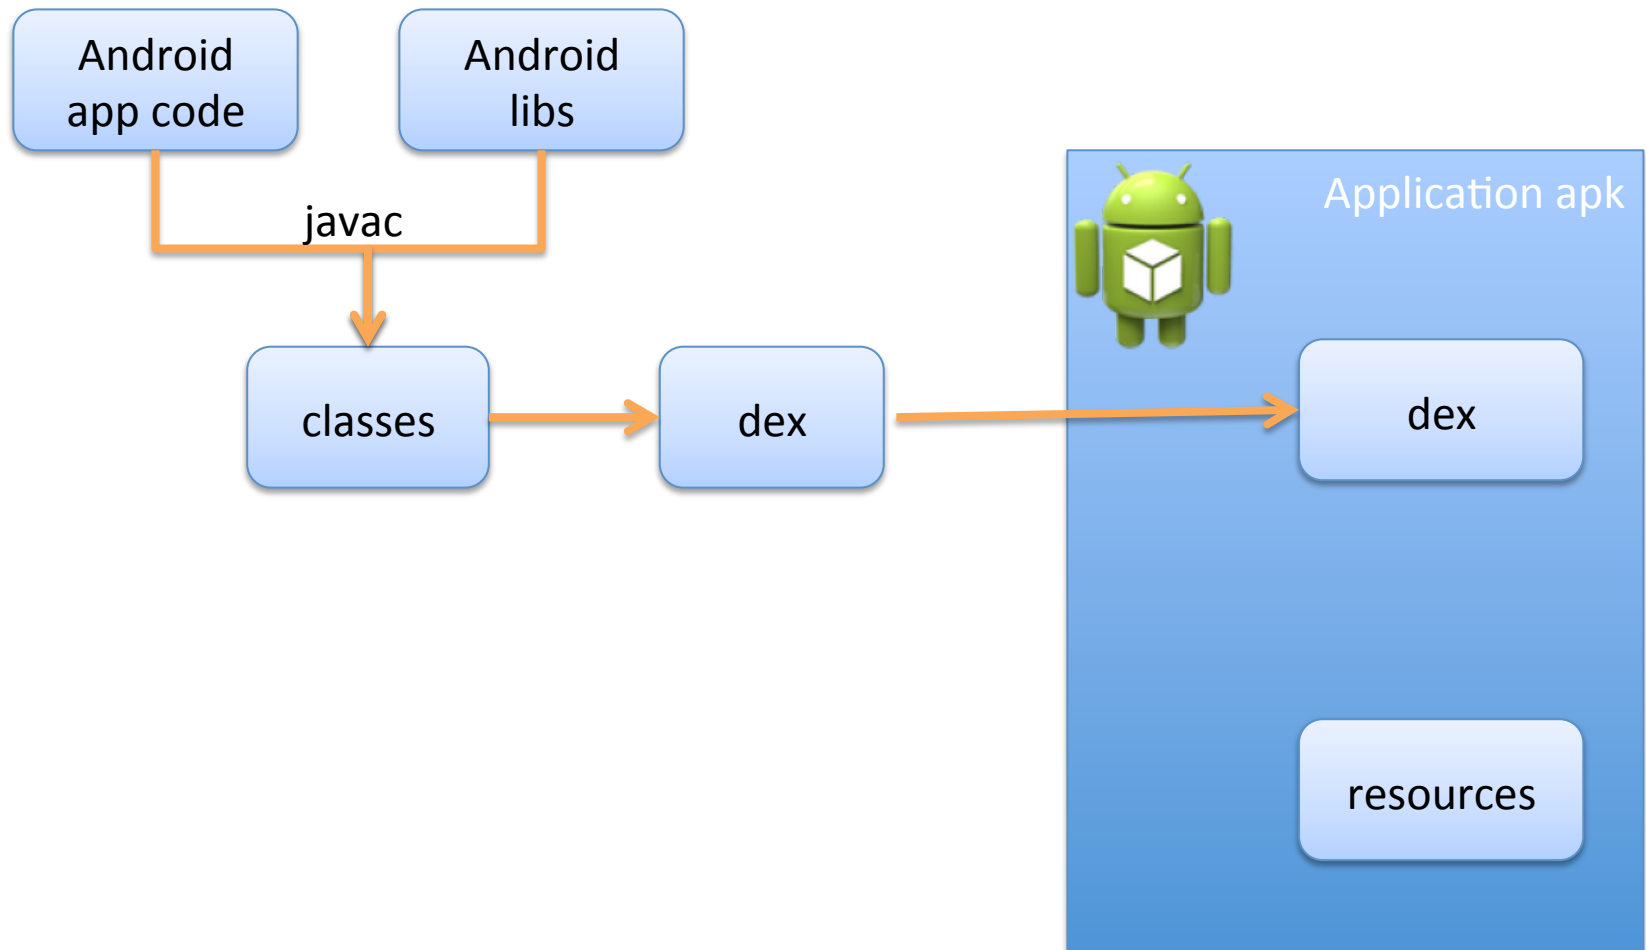 Android
app code
Android
libs
javac
Application apk
classes
dex
dex
resources